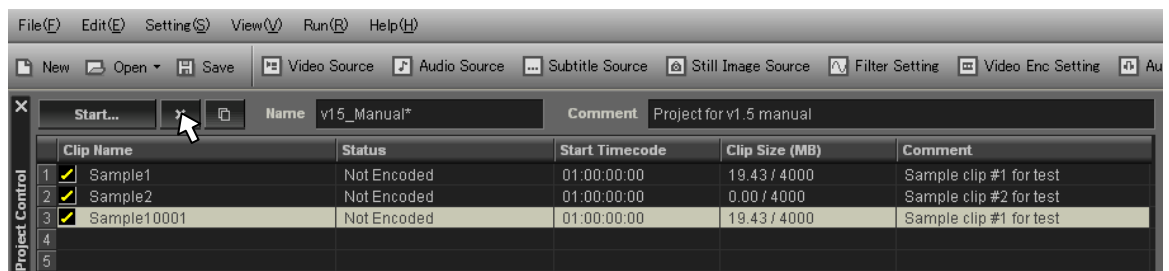 File(F) Edit(E) Setting(S) View(V) Run(R) Help(H)
New Open Save Video Source Audio Source Subtitle Source Still Image Source Filter Setting Video Enc Setting Au
Start... Name v15_Manual* Comment Project for v1.5 manual
Clip Name Status Start Timecode Clip Size (MB) Comment
1 Sample1 Not Encoded 01:00:00:00 19.43 / 4000 Sample clip #1 for test
2 Sample2 Not Encoded 01:00:00:00 0.00 / 4000 Sample clip #2 for test
3 Sample10001 Not Encoded 01:00:00:00 19.43 / 4000 Sample clip #1 for test
4
5
Project Control